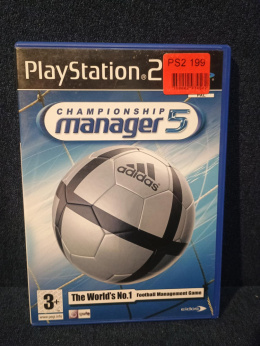 PlayStation 2
PS2 199
CHAMPIONSHIP
manager 5
adidas
3+
The World's No.1 Football Management Game